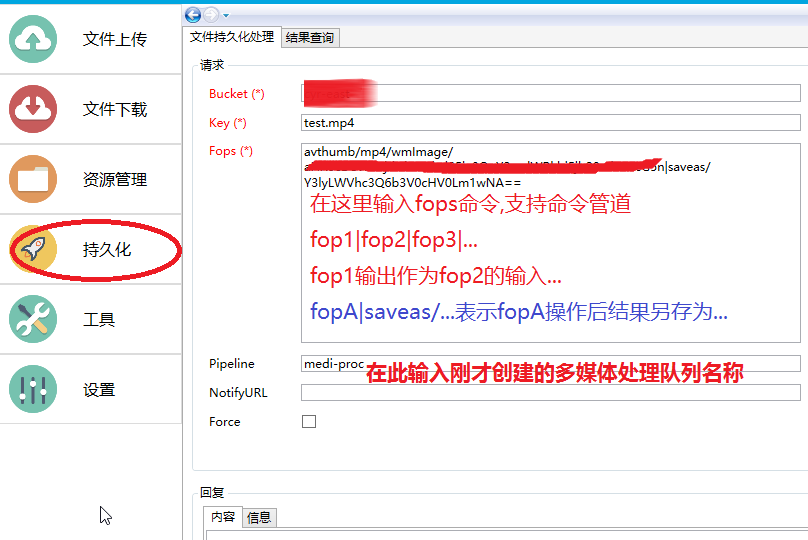 文件上传
文件下载
资源管理
持久化
工具
设置
文件持久化处理 结果查询
请求
Bucket (*)
Key (*) test.mp4
Fops (*) avthumb/mp4/wmImage/
|saveas/
Y3lyLWVhc3Q6b3V0cHV0Lm1wNA==
在这里输入fops命令,支持命令管道
fop1|fop2|fop3|...
fop1输出作为fop2的输入...
fopA|saveas/...表示fopA操作后结果另存为...
Pipeline medi-proc 在此输入刚才创建的多媒体处理队列名称
NotifyURL
Force
回复
内容 信息